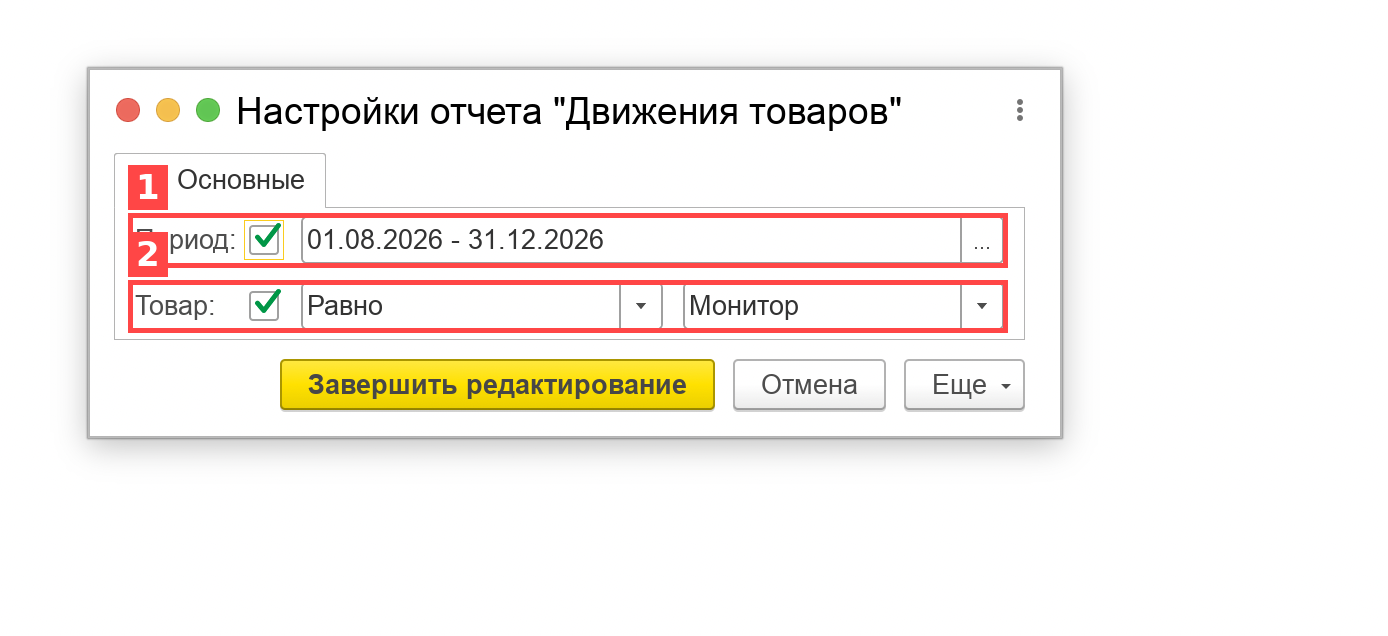 Настройки отчета "Движения товаров"
1 Основные
Период: 01.08.2026 - 31.12.2026 ...
2
Товар: Равно Монитор
Завершить редактирование Отмена Еще